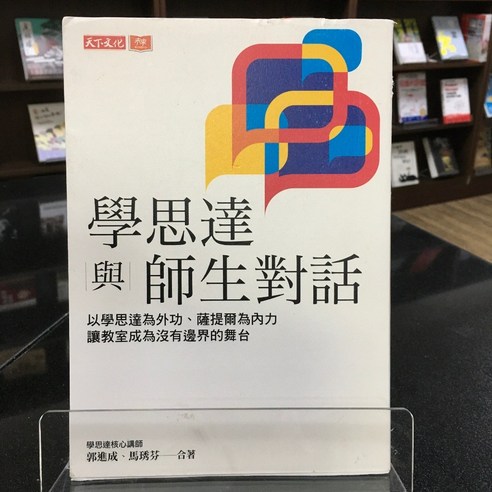 天下文化
學思達
與
師生對話
以學思達為外功、薩提爾為內力
讓教室成為沒有邊界的舞台
學思達核心講師
郭進成、馬琇芬──合著